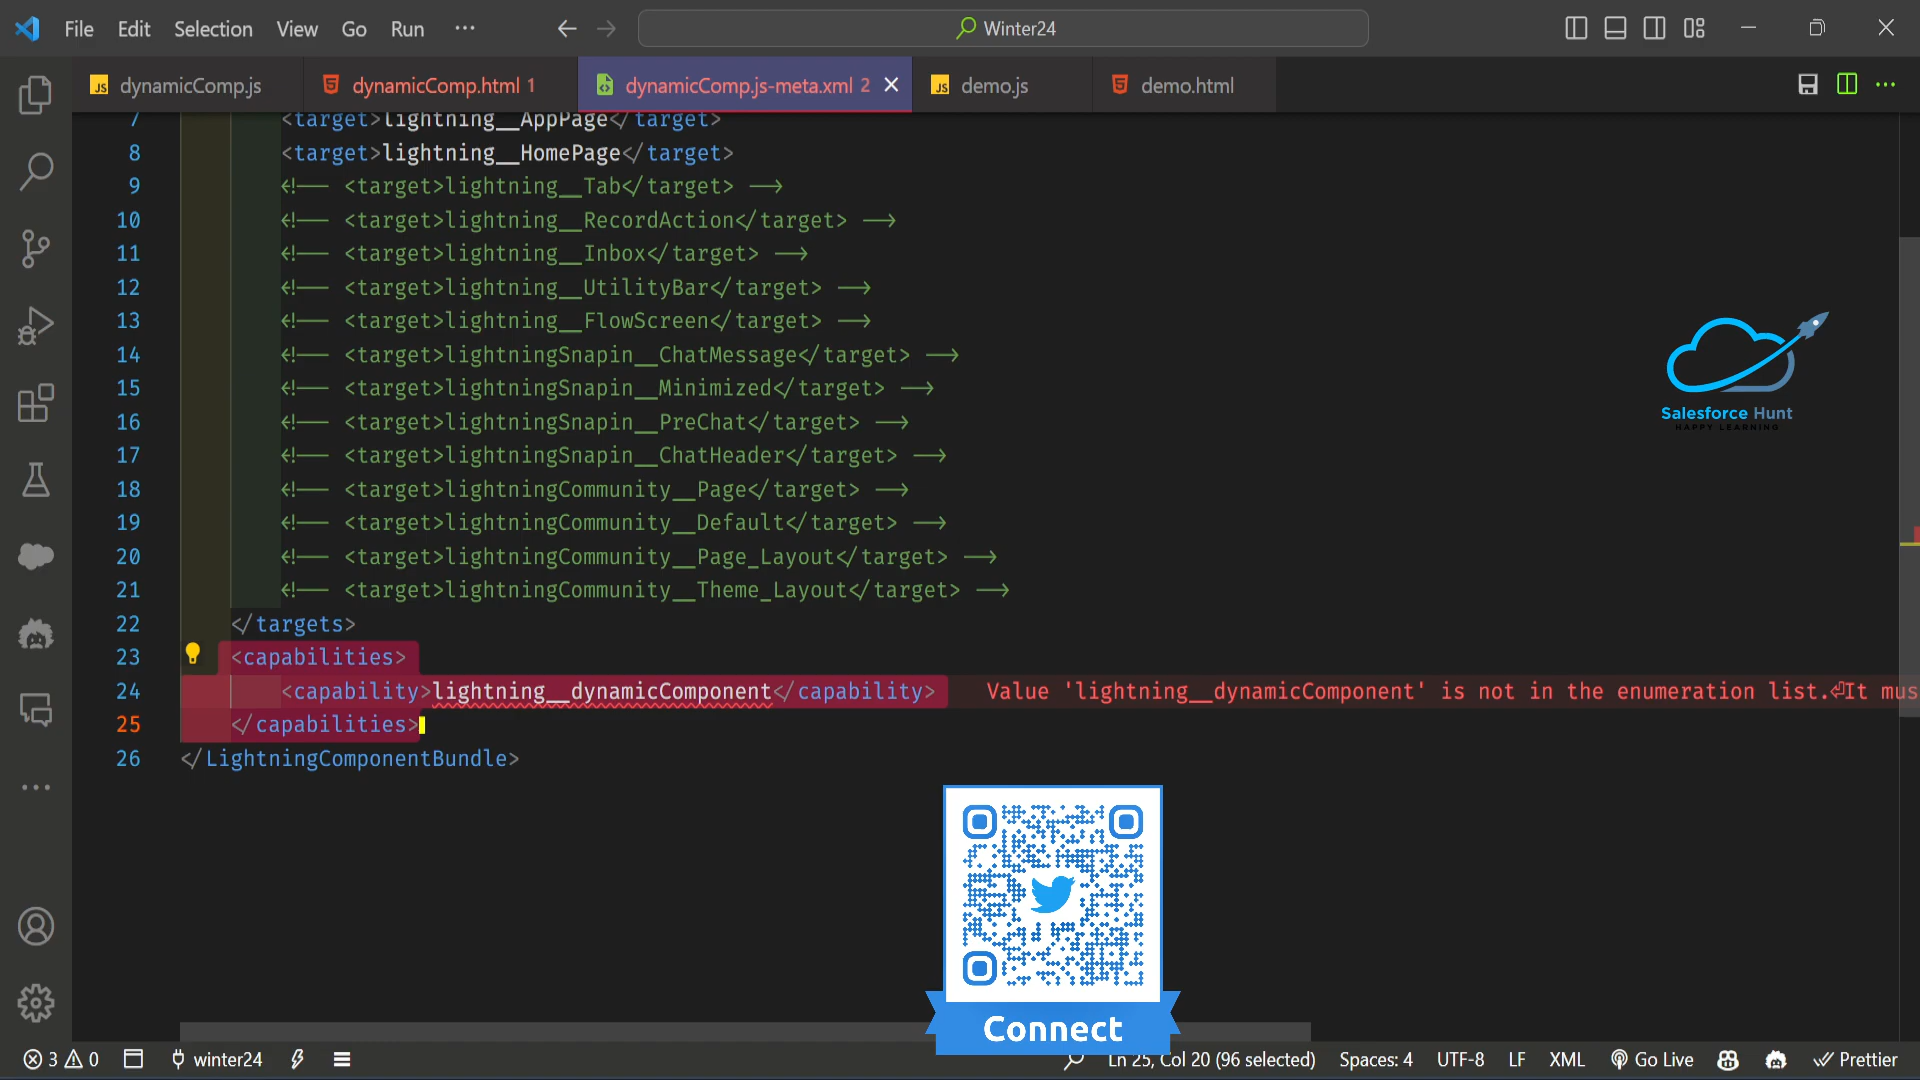 File Edit Selection View Go Run ···
Winter24
dynamicComp.js
dynamicComp.html 1
dynamicComp.js-meta.xml 2
demo.js
demo.html
7 <target>lightning__AppPage</target>
8 <target>lightning__HomePage</target>
9 <!-- <target>lightning__Tab</target> -->
10 <!-- <target>lightning__RecordAction</target> -->
11 <!-- <target>lightning__Inbox</target> -->
12 <!-- <target>lightning__UtilityBar</target> -->
13 <!-- <target>lightning__FlowScreen</target> -->
14 <!-- <target>lightningSnapin__ChatMessage</target> -->
15 <!-- <target>lightningSnapin__Minimized</target> -->
16 <!-- <target>lightningSnapin__PreChat</target> -->
17 <!-- <target>lightningSnapin__ChatHeader</target> -->
18 <!-- <target>lightningCommunity__Page</target> -->
19 <!-- <target>lightningCommunity__Default</target> -->
20 <!-- <target>lightningCommunity__Page_Layout</target> -->
21 <!-- <target>lightningCommunity__Theme_Layout</target> -->
22 </targets>
23 <capabilities>
24 <capability>lightning__dynamicComponent</capability> Value 'lightning__dynamicComponent' is not in the enumeration list.⏎It mus
25 </capabilities>
26 </LightningComponentBundle>
Salesforce Hunt
HAPPY LEARNING
Connect
3 0 winter24 Ln 25, Col 20 (96 selected) Spaces: 4 UTF-8 LF XML Go Live Prettier